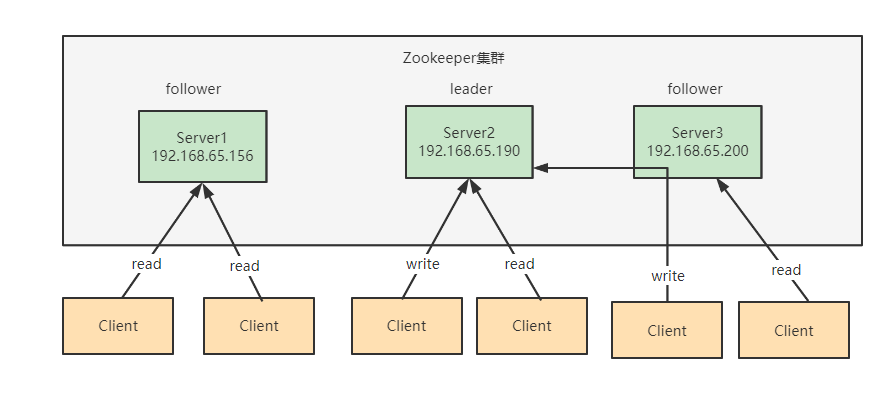 Zookeeper集群
follower
leader
follower
Server1
192.168.65.156
Server2
192.168.65.190
Server3
192.168.65.200
read
read
write
read
write
read
Client
Client
Client
Client
Client
Client